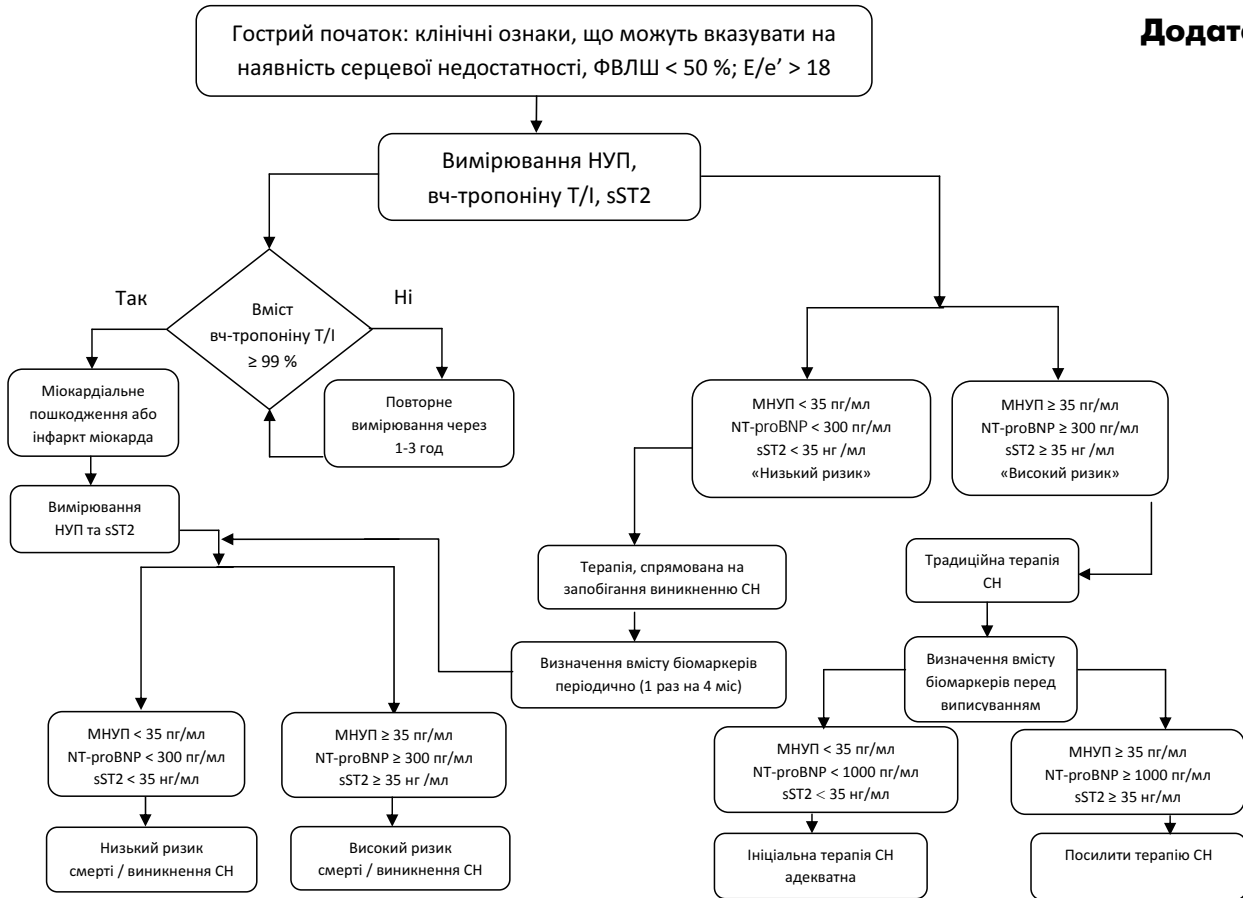 Додат
Гострий початок: клінічні ознаки, що можуть вказувати на
наявність серцевої недостатності, ФВЛШ < 50 %; E/e’ > 18
Вимірювання НУП,
вч-тропоніну Т/І, sST2
Так
Ні
Вміст
вч-тропоніну Т/І
≥ 99 %
Міокардіальне
пошкодження або
інфаркт міокарда
Повторне
вимірювання через
1-3 год
МНУП < 35 пг/мл
NT-proBNP < 300 пг/мл
sST2 < 35 нг /мл
«Низький ризик»
МНУП ≥ 35 пг/мл
NT-proBNP ≥ 300 пг/мл
sST2 ≥ 35 нг /мл
«Високий ризик»
Вимірювання
НУП та sST2
Терапія, спрямована на
запобігання виникненню СН
Традиційна терапія
СН
Визначення вмісту біомаркерів
періодично (1 раз на 4 міс)
Визначення вмісту
біомаркерів перед
виписуванням
МНУП < 35 пг/мл
NT-proBNP < 300 пг/мл
sST2 < 35 нг/мл
МНУП ≥ 35 пг/мл
NT-proBNP ≥ 300 пг/мл
sST2 ≥ 35 нг /мл
МНУП < 35 пг/мл
NT-proBNP < 1000 пг/мл
sST2 < 35 нг/мл
МНУП ≥ 35 пг/мл
NT-proBNP ≥ 1000 пг/мл
sST2 ≥ 35 нг/мл
Низький ризик
смерті / виникнення СН
Високий ризик
смерті / виникнення СН
Ініціальна терапія СН
адекватна
Посилити терапію СН